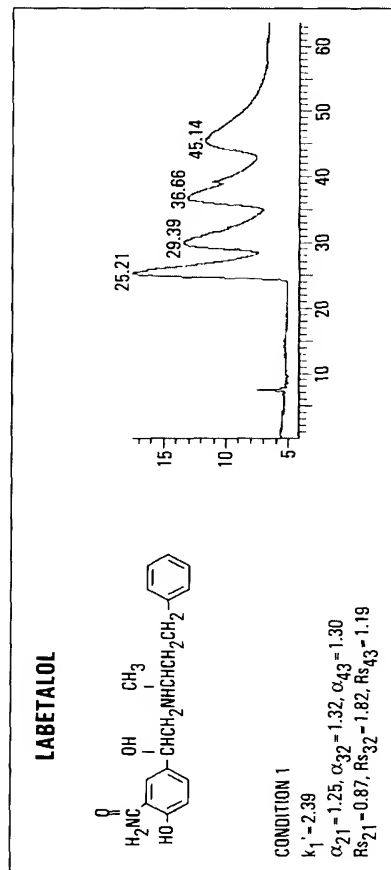 LABETALOL
O
H₂NC
HO
OH
CHCH₂NHCHCH₂CH₂
CH₃
CONDITION 1
k₁' = 2.39
α₂₁ = 1.25, α₃₂ = 1.32, α₄₃ = 1.30
Rs₂₁ = 0.87, Rs₃₂ = 1.82, Rs₄₃ = 1.19
25.21
29.39
36.66
45.14
15
10
5
10 20 30 40 50 60